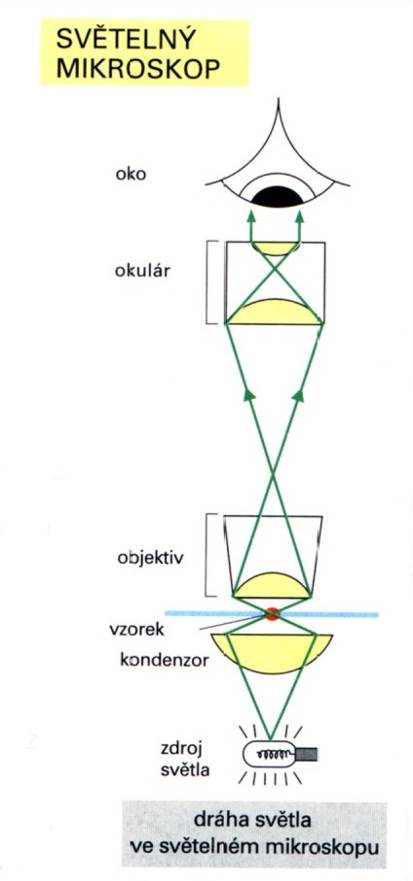 SVĚTELNÝ
MIKROSKOP
oko
okulár
objektiv
vzorek
kondenzor
zdroj
světla
dráha světla
ve světelném mikroskopu